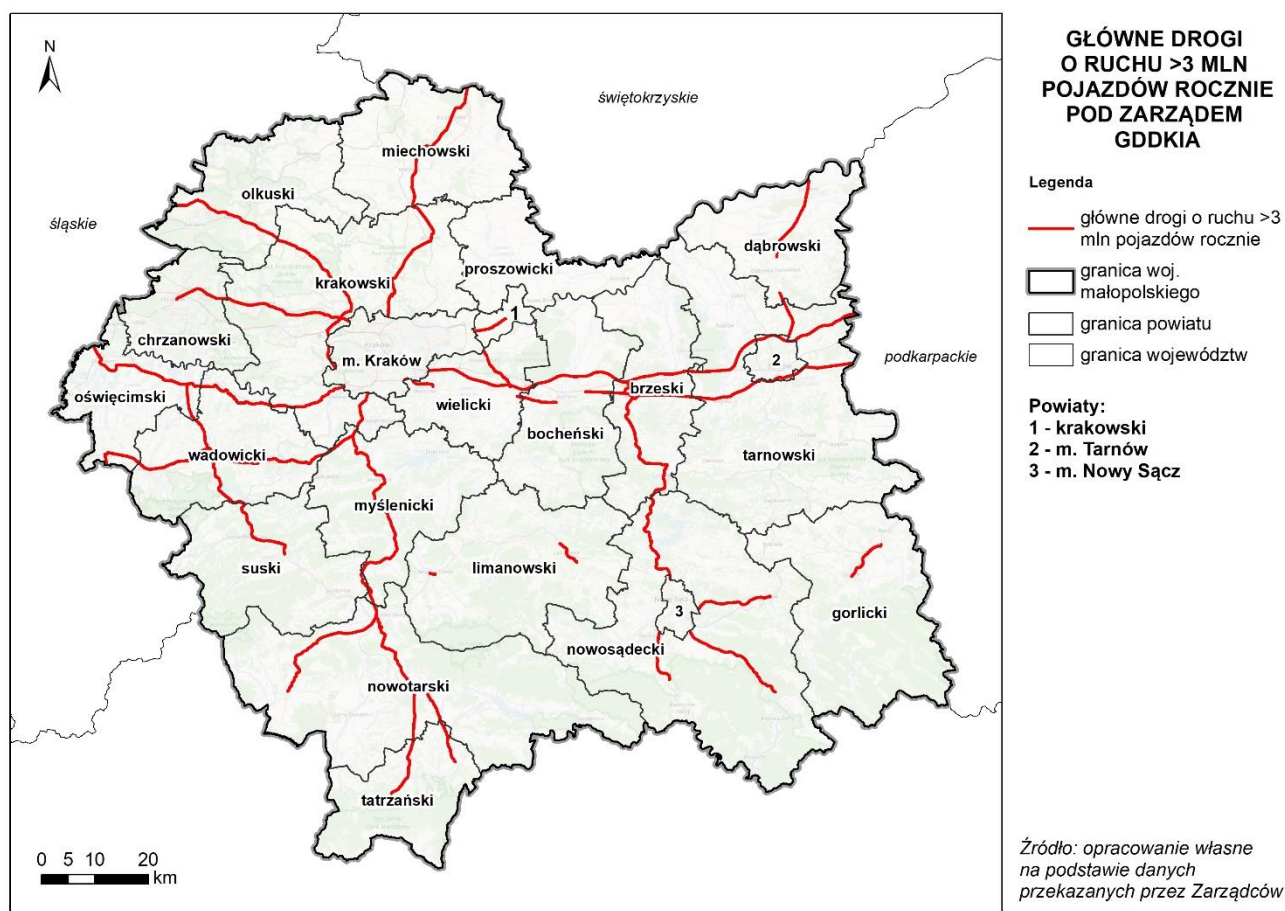 GŁÓWNE DROGI
O RUCHU >3 MLN
POJAZDÓW ROCZNIE
POD ZARZĄDEM
GDDKIA
Legenda
główne drogi o ruchu >3
mln pojazdów rocznie
granica woj.
małopolskiego
granica powiatu
granica województw
Powiaty:
1 - krakowski
2 - m. Tarnów
3 - m. Nowy Sącz
Źródło: opracowanie własne
na podstawie danych
przekazanych przez Zarządców
N
świętokrzyskie
miechowski
olkuski
śląskie
dąbrowski
proszowicki
krakowski
1
chrzanowski
m. Kraków
2
podkarpackie
oświęcimski
brzeski
wielicki
bocheński
wadowicki
tarnowski
myślenicki
suski
limanowski
3
gorlicki
nowosądecki
nowotarski
tatrzański
0 5 10 20
km